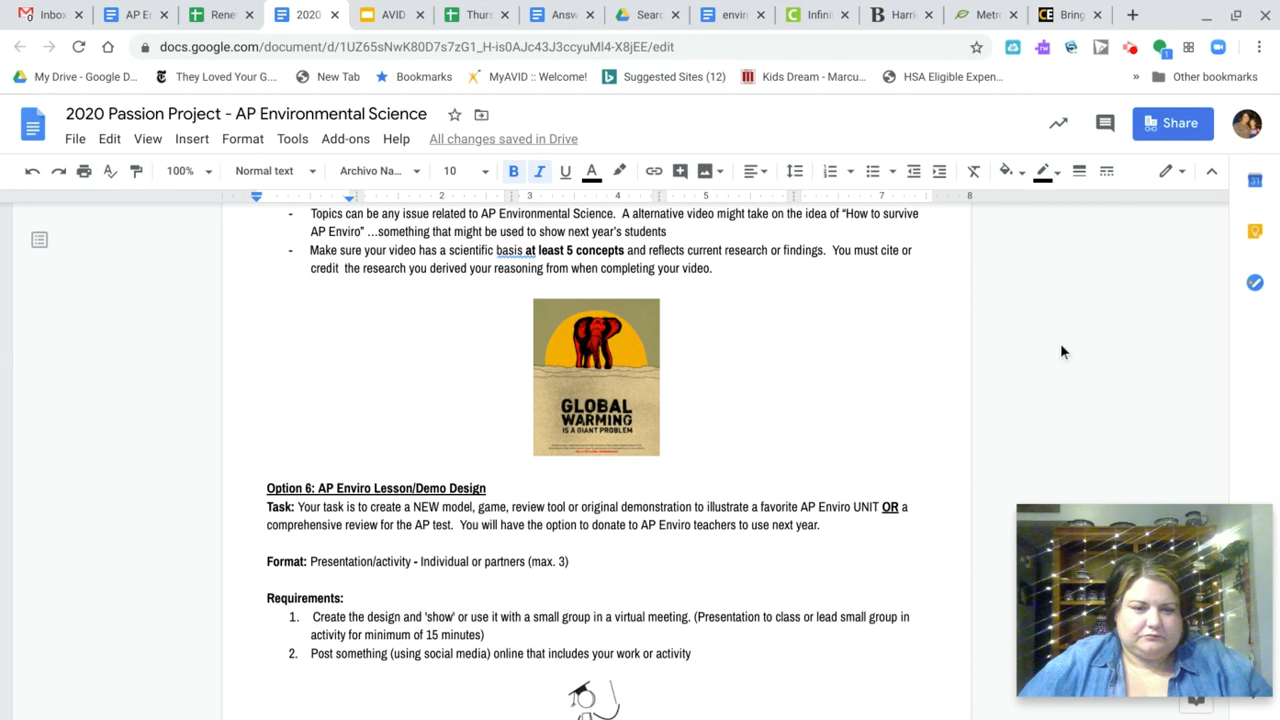 Inbox
AP Er
Rene
2020
AVID
Thurs
Answ
Searc
enviro
Infini
Harri
Metro
Bring
docs.google.com/document/d/1UZ65sNwK80D7s7zG1_H-is0AJc43J3ccyuMl4-X8jEE/edit
My Drive - Google D...
They Loved Your G...
New Tab
Bookmarks
MyAVID :: Welcome!
Suggested Sites (12)
Kids Dream - Marcu...
HSA Eligible Expen...
Other bookmarks
2020 Passion Project - AP Environmental Science
File Edit View Insert Format Tools Add-ons Help All changes saved in Drive
Share
100% Normal text Archivo Na... 10 B I U A
2 3 4 5 7 8
- Topics can be any issue related to AP Environmental Science. A alternative video might take on the idea of “How to survive
AP Enviro” ...something that might be used to show next year's students
- Make sure your video has a scientific basis at least 5 concepts and reflects current research or findings. You must cite or
credit the research you derived your reasoning from when completing your video.
GLOBAL
WARMING
IS A GIANT PROBLEM
Option 6: AP Enviro Lesson/Demo Design
Task: Your task is to create a NEW model, game, review tool or original demonstration to illustrate a favorite AP Enviro UNIT OR a
comprehensive review for the AP test. You will have the option to donate to AP Enviro teachers to use next year.
Format: Presentation/activity - Individual or partners (max. 3)
Requirements:
1. Create the design and 'show' or use it with a small group in a virtual meeting. (Presentation to class or lead small group in
activity for minimum of 15 minutes)
2. Post something (using social media) online that includes your work or activity